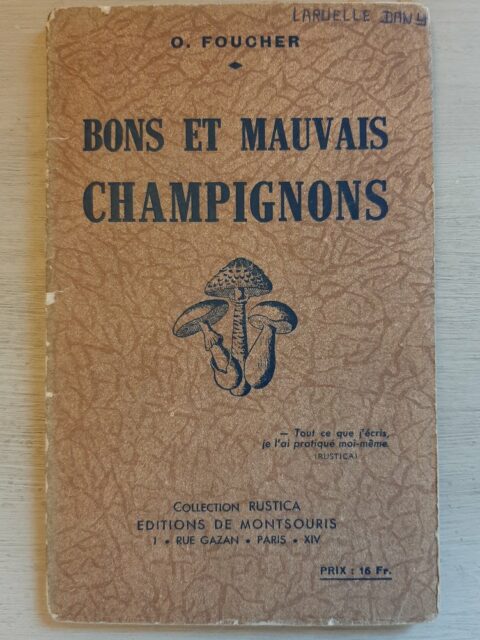 LARUELLE DANY
O. FOUCHER
BONS ET MAUVAIS
CHAMPIGNONS
— Tout ce que j'écris,
je l'ai pratiqué moi-même.
(RUSTICA)
COLLECTION RUSTICA
EDITIONS DE MONTSOURIS
1 • RUE GAZAN • PARIS • XIV
PRIX : 16 Fr.